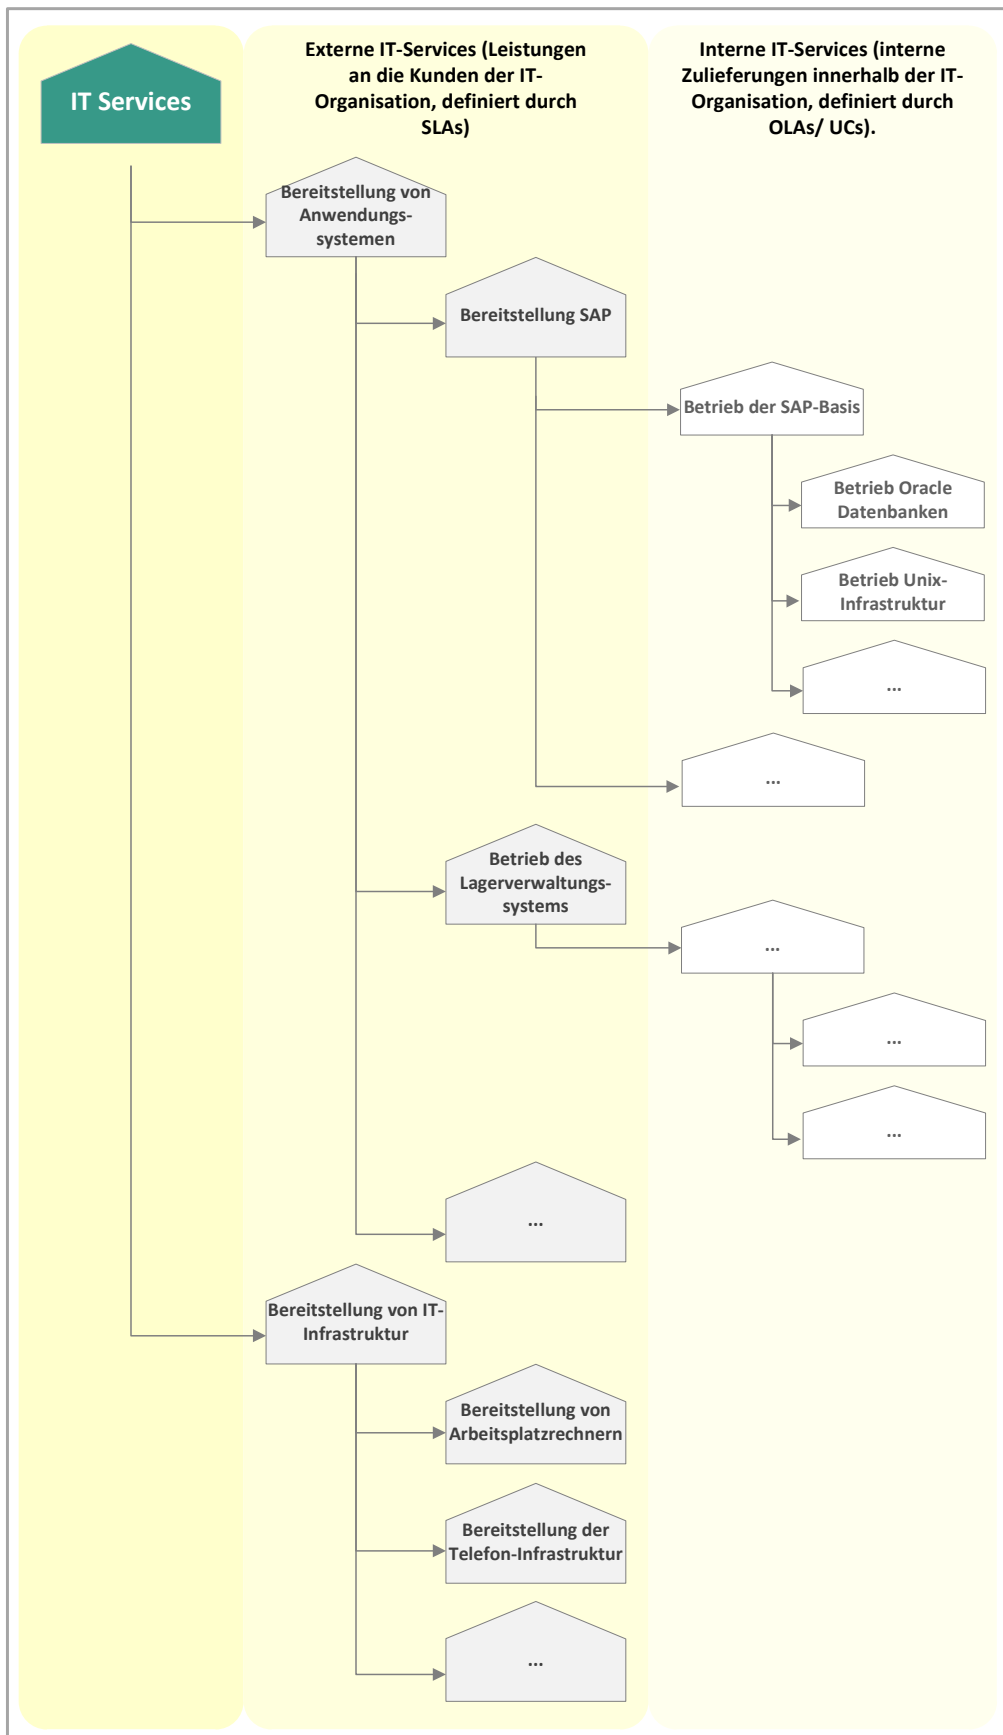 IT Services
Externe IT-Services (Leistungen
an die Kunden der IT-
Organisation, definiert durch
SLAs)
Interne IT-Services (interne
Zulieferungen innerhalb der IT-
Organisation, definiert durch
OLAs/ UCs).
Bereitstellung von
Anwendungs-
systemen
Bereitstellung SAP
Betrieb der SAP-Basis
Betrieb Oracle
Datenbanken
Betrieb Unix-
Infrastruktur
...
...
Betrieb des
Lagerverwaltungs-
systems
...
...
...
...
Bereitstellung von IT-
Infrastruktur
Bereitstellung von
Arbeitsplatzrechnern
Bereitstellung der
Telefon-Infrastruktur
...